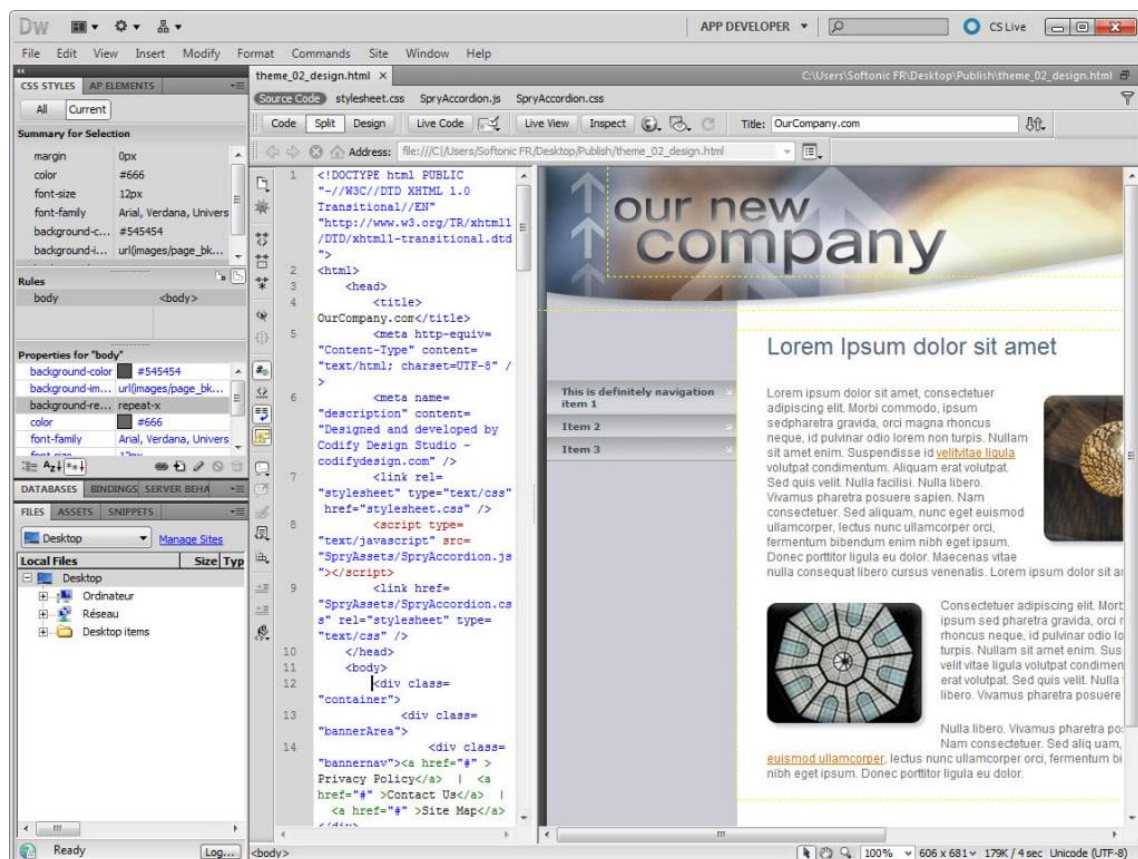 Dw
APP DEVELOPER
CS Live
File Edit View Insert Modify Format Commands Site Window Help
CSS STYLES AP ELEMENTS
All Current
Summary for Selection
margin 0px
color #666
font-size 12px
font-family Arial, Verdana, Univers
background-c... #545454
background-i... url(images/page_bk...
Rules
body <body>
Properties for "body"
background-color #545454
background-im... url(images/page_bk...
background-re... repeat-x
color #666
font-family Arial, Verdana, Univers
DATABASES BINDINGS SERVER BEHA
FILES ASSETS SNIPPETS
Desktop Manage Sites
Local Files Size Typ
Desktop
Ordinateur
Réseau
Desktop items
Ready Log...
theme_02_design.html
C:\Users\Softonic FR\Desktop\Publish\theme_02_design.html
Source Code stylesheet.css SpryAccordion.js SpryAccordion.css
Code Split Design Live Code Live View Inspect Title: OurCompany.com
Address: file:///C|/Users/Softonic FR/Desktop/Publish/theme_02_design.html
1 <!DOCTYPE html PUBLIC
"-//W3C//DTD XHTML 1.0
Transitional//EN"
"http://www.w3.org/TR/xhtml1
/DTD/xhtml1-transitional.dtd
">
2 <html>
3 <head>
4 <title>
OurCompany.com</title>
5 <meta http-equiv=
"Content-Type" content=
"text/html; charset=UTF-8" /
>
6 <meta name=
"description" content=
"Designed and developed by
Codify Design Studio -
codifydesign.com" />
7 <link rel=
"stylesheet" type="text/css"
href="stylesheet.css" />
8 <script type=
"text/javascript" src=
"SpryAssets/SpryAccordion.js
"></script>
9 <link href=
"SpryAssets/SpryAccordion.cs
s" rel="stylesheet" type=
"text/css" />
10 </head>
11 <body>
12 <div class=
"container">
13 <div class=
"bannerArea">
14 <div class=
"bannernav"><a href="#" >
Privacy Policy</a> | <a
href="#" >Contact Us</a> |
<a href="#" >Site Map</a>
</div>
our new
company
This is definitely navigation
item 1
Item 2
Item 3
Lorem Ipsum dolor sit amet
Lorem ipsum dolor sit amet, consectetuer
adipiscing elit. Morbi commodo, ipsum
sedpharetra gravida, orci magna rhoncus
neque, id pulvinar odio lorem non turpis. Nullam
sit amet enim. Suspendisse id velitvitae ligula
volutpat condimentum. Aliquam erat volutpat.
Sed quis velit. Nulla facilisi. Nulla libero.
Vivamus pharetra posuere sapien. Nam
consectetuer. Sed aliquam, nunc eget euismod
ullamcorper, lectus nunc ullamcorper orci,
fermentum bibendum enim nibh eget ipsum.
Donec porttitor ligula eu dolor. Maecenas vitae
nulla consequat libero cursus venenatis. Lorem ipsum dolor sit a
Consectetuer adipiscing elit. Mor
ipsum sed pharetra gravida, orci
rhoncus neque, id pulvinar odio lo
turpis. Nullam sit amet enim. Sus
velit vitae ligula volutpat condimen
erat volutpat. Sed quis velit. Nulla
libero. Vivamus pharetra posuere
Nulla libero. Vivamus pharetra po
Nam consectetuer. Sed aliq uam,
euismod ullamcorper, lectus nunc ullamcorper orci, fermentum bi
nibh eget ipsum. Donec porttitor ligula eu dolor.
<body> 100% 606 x 681 179K / 4 sec Unicode (UTF-8)